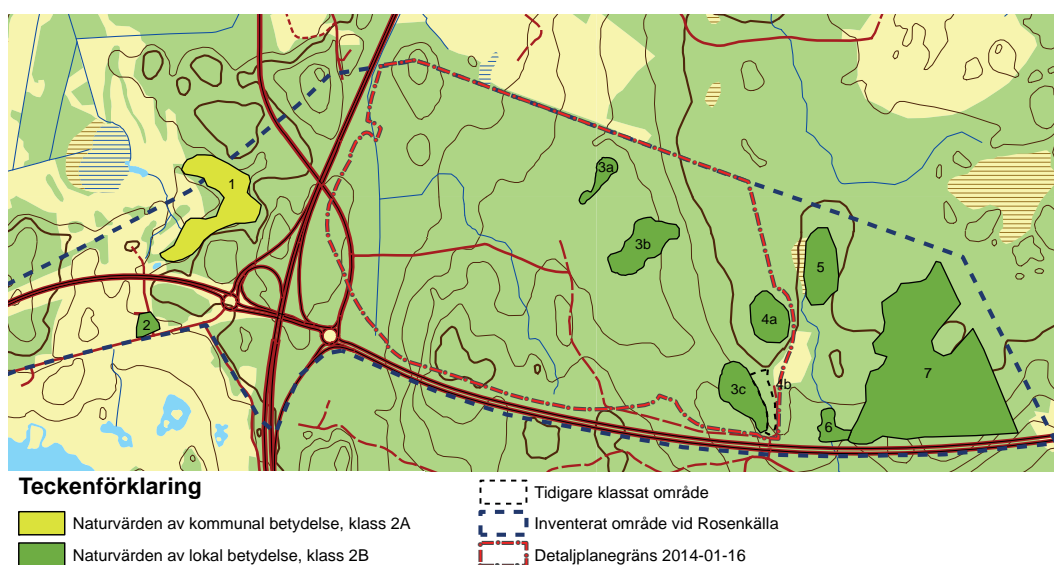 1
2
3a
3b
5
4a
3c
4b
6
7
Teckenförklaring
Naturvärden av kommunal betydelse, klass 2A
Naturvärden av lokal betydelse, klass 2B
Tidigare klassat område
Inventerat område vid Rosenkälla
Detaljplanegräns 2014-01-16